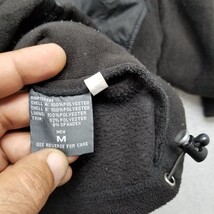 SHELL A: 100% POLYESTER
SHELL B: 100% POLYESTER
LINING: 100% POLYESTER
TRIM: 92% POLYESTER
8% SPANDEX
MEN
M
SEE REVERSE FOR CARE